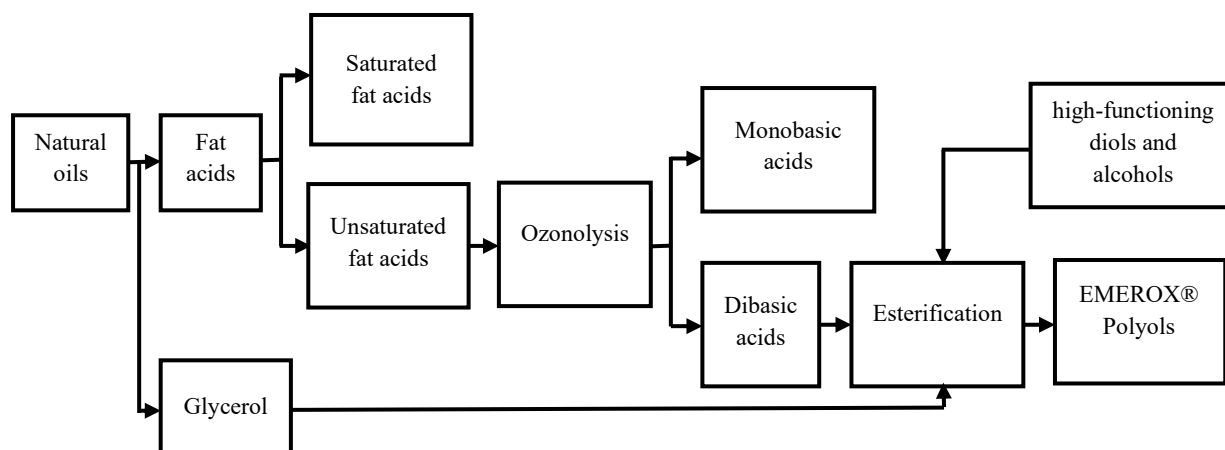 Natural
oils
Fat
acids
Saturated
fat acids
Unsaturated
fat acids
Glycerol
Ozonolysis
Monobasic
acids
Dibasic
acids
Esterification
high-functioning
diols and
alcohols
EMEROX®
Polyols